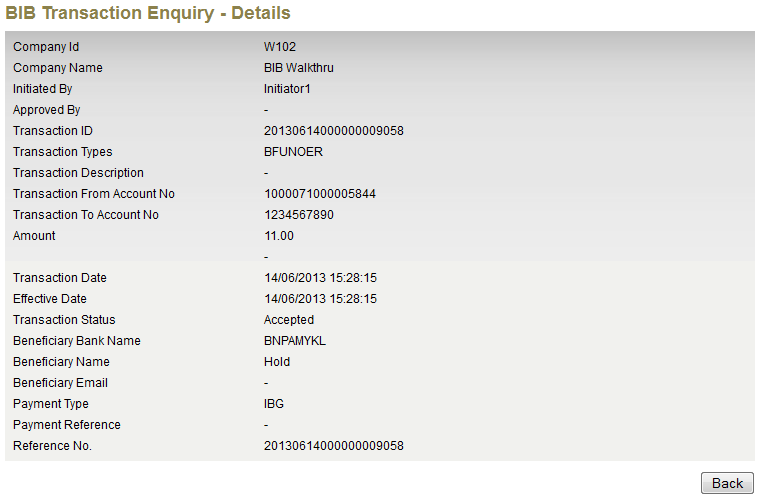 BIB Transaction Enquiry - Details
Company Id W102
Company Name BIB Walkthru
Initiated By Initiator1
Approved By -
Transaction ID 20130614000000009058
Transaction Types BFUNOER
Transaction Description -
Transaction From Account No 1000071000005844
Transaction To Account No 1234567890
Amount 11.00
-
Transaction Date 14/06/2013 15:28:15
Effective Date 14/06/2013 15:28:15
Transaction Status Accepted
Beneficiary Bank Name BNPAMYKL
Beneficiary Name Hold
Beneficiary Email -
Payment Type IBG
Payment Reference -
Reference No. 20130614000000009058
Back